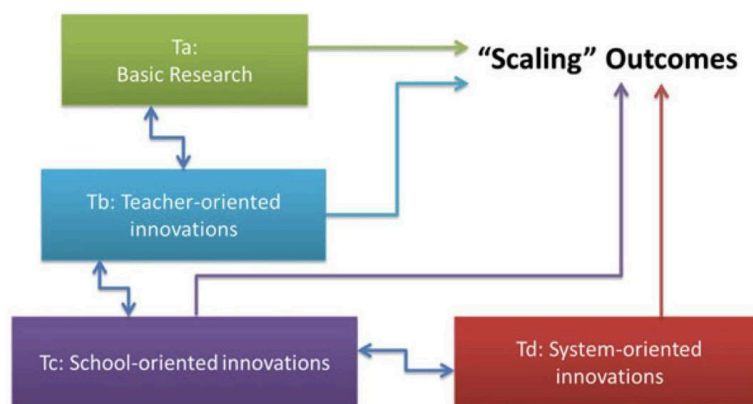 Ta:
Basic Research
“Scaling” Outcomes
Tb: Teacher-oriented
innovations
Tc: School-oriented innovations
Td: System-oriented
innovations